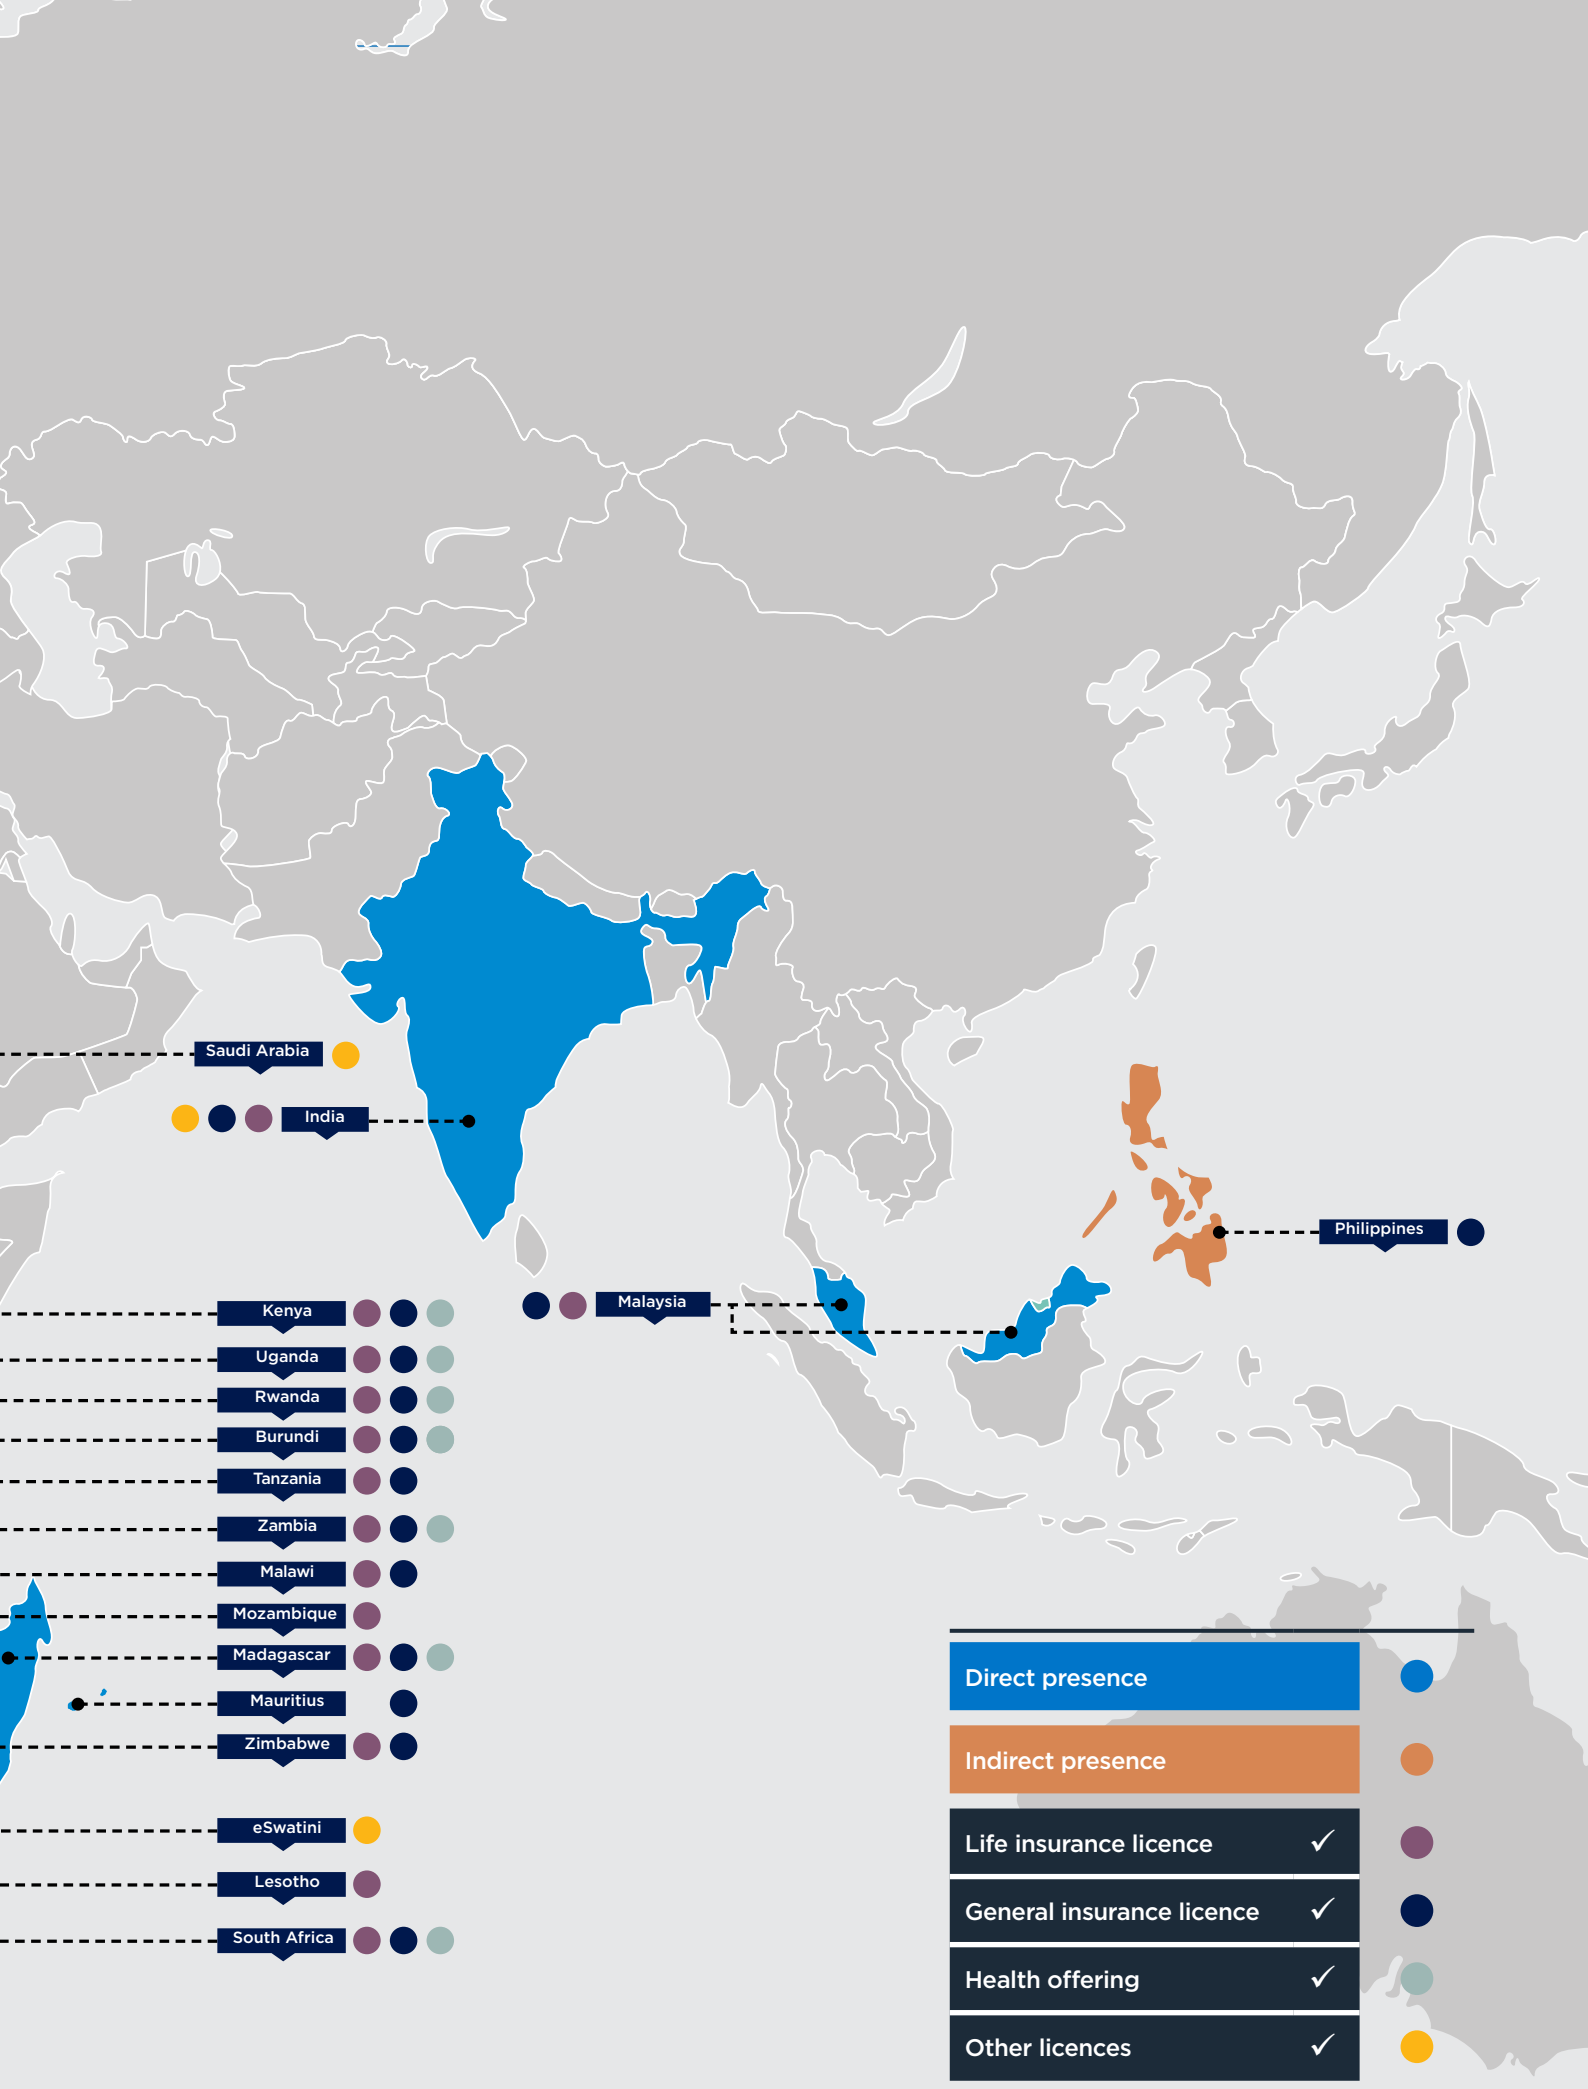 Saudi Arabia
India
Philippines
Malaysia
Kenya
Uganda
Rwanda
Burundi
Tanzania
Zambia
Malawi
Mozambique
Madagascar
Mauritius
Zimbabwe
eSwatini
Lesotho
South Africa
Direct presence
Indirect presence
Life insurance licence ✓
General insurance licence ✓
Health offering ✓
Other licences ✓